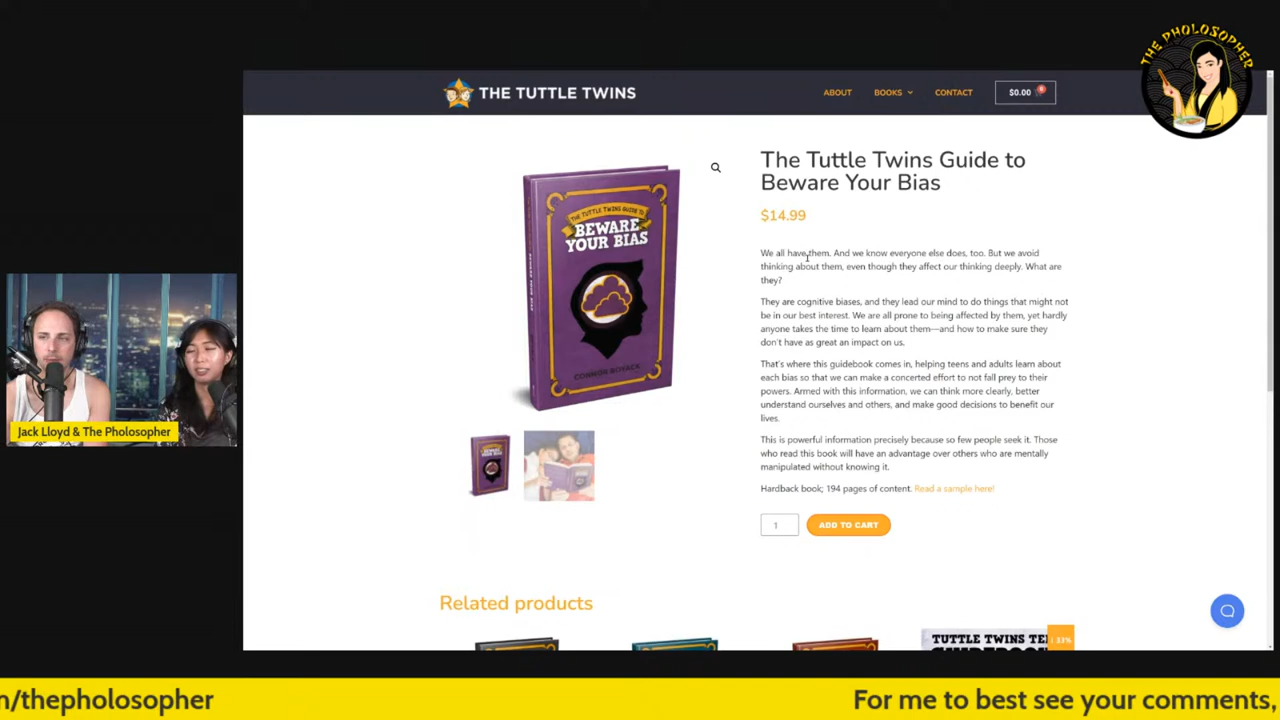 THE PHOLOSOPHER
THE TUTTLE TWINS
ABOUT
BOOKS
CONTACT
$0.00
The Tuttle Twins Guide to
Beware Your Bias
$14.99
THE TUTTLE TWINS GUIDE TO
BEWARE
YOUR BIAS
CONNOR BOYACK
We all have them. And we know everyone else does, too. But we avoid
thinking about them, even though they affect our thinking deeply. What are
they?
They are cognitive biases, and they lead our mind to do things that might not
be in our best interest. We are all prone to being affected by them, yet hardly
anyone takes the time to learn about them—and how to make sure they
don't have as great an impact on us.
That's where this guidebook comes in, helping teens and adults learn about
each bias so that we can make a concerted effort to not fall prey to their
powers. Armed with this information, we can think more clearly, better
understand ourselves and others, and make good decisions to benefit our
lives.
This is powerful information precisely because so few people seek it. Those
who read this book will have an advantage over others who are mentally
manipulated without knowing it.
Hardback book; 194 pages of content. Read a sample here!
1
ADD TO CART
Jack Lloyd & The Pholosopher
Related products
TUTTLE TWINS
33%
n/thepholosopher
For me to best see your comments,